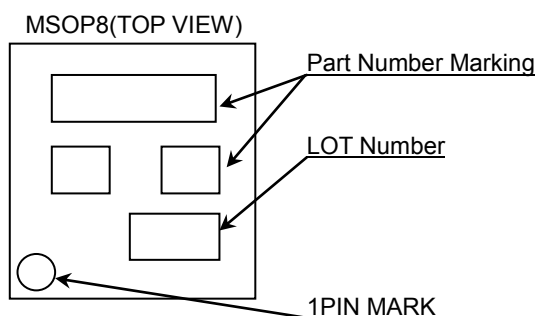 MSOP8(TOP VIEW)
Part Number Marking
LOT Number
1PIN MARK